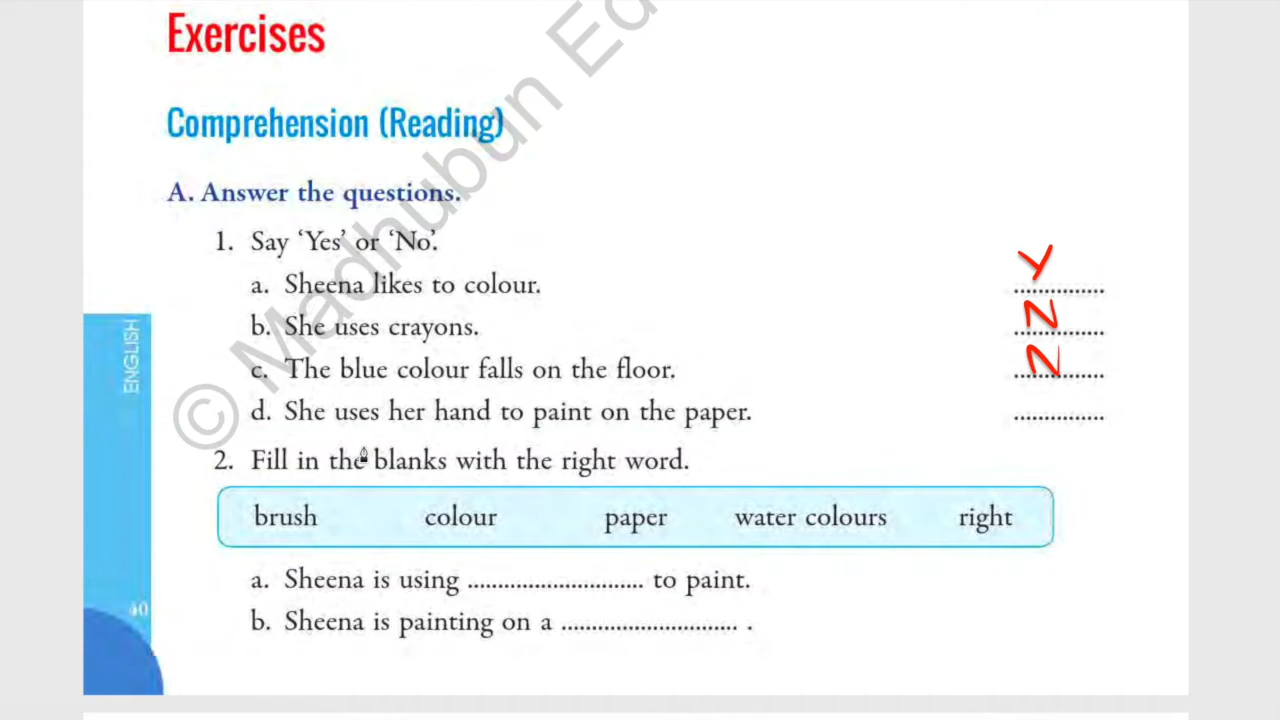 Exercises
Comprehension (Reading)
A. Answer the questions.
1. Say ‘Yes’ or ‘No’.
a. Sheena likes to colour. ............... Y
b. She uses crayons. ............... N
c. The blue colour falls on the floor. ............... N
d. She uses her hand to paint on the paper. ...............
2. Fill in the blanks with the right word.
brush colour paper water colours right
a. Sheena is using ............................. to paint.
b. Sheena is painting on a ............................. .
ENGLISH
40
© Madhubun Ed